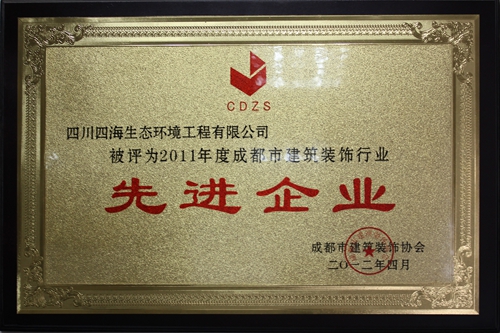 CDZS
四川四海生态环境工程有限公司
被评为2011年度成都市建筑装饰行业
先进企业
成都市建筑装饰协会
二〇一二年四月